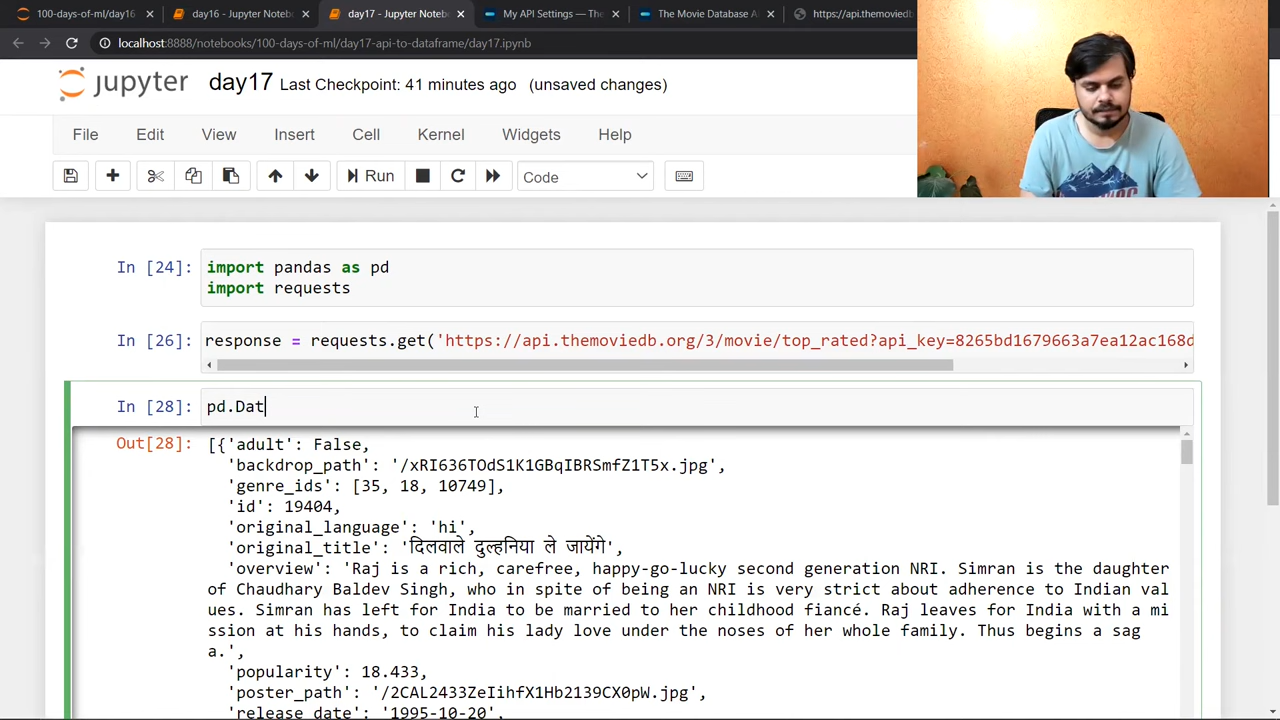 100-days-of-ml/day16
day16 - Jupyter Noteb
day17 - Jupyter Noteb
My API Settings — The
The Movie Database A
https://api.themoviedb
localhost:8888/notebooks/100-days-of-ml/day17-api-to-dataframe/day17.ipynb
jupyter day17 Last Checkpoint: 41 minutes ago (unsaved changes)
File Edit View Insert Cell Kernel Widgets Help
Run Code
In [24]: import pandas as pd
import requests
In [26]: response = requests.get('https://api.themoviedb.org/3/movie/top_rated?api_key=8265bd1679663a7ea12ac168d
In [28]: pd.Dat
Out[28]: [{'adult': False,
'backdrop_path': '/xRI636TOdS1K1GBqIBRSmfZ1T5x.jpg',
'genre_ids': [35, 18, 10749],
'id': 19404,
'original_language': 'hi',
'original_title': 'दिलवाले दुल्हनिया ले जायेंगे',
'overview': 'Raj is a rich, carefree, happy-go-lucky second generation NRI. Simran is the daughter
of Chaudhary Baldev Singh, who in spite of being an NRI is very strict about adherence to Indian val
ues. Simran has left for India to be married to her childhood fiancé. Raj leaves for India with a mi
ssion at his hands, to claim his lady love under the noses of her whole family. Thus begins a sag
a.',
'popularity': 18.433,
'poster_path': '/2CAL2433ZeIihfX1Hb2139CX0pW.jpg',
'release_date': '1995-10-20',